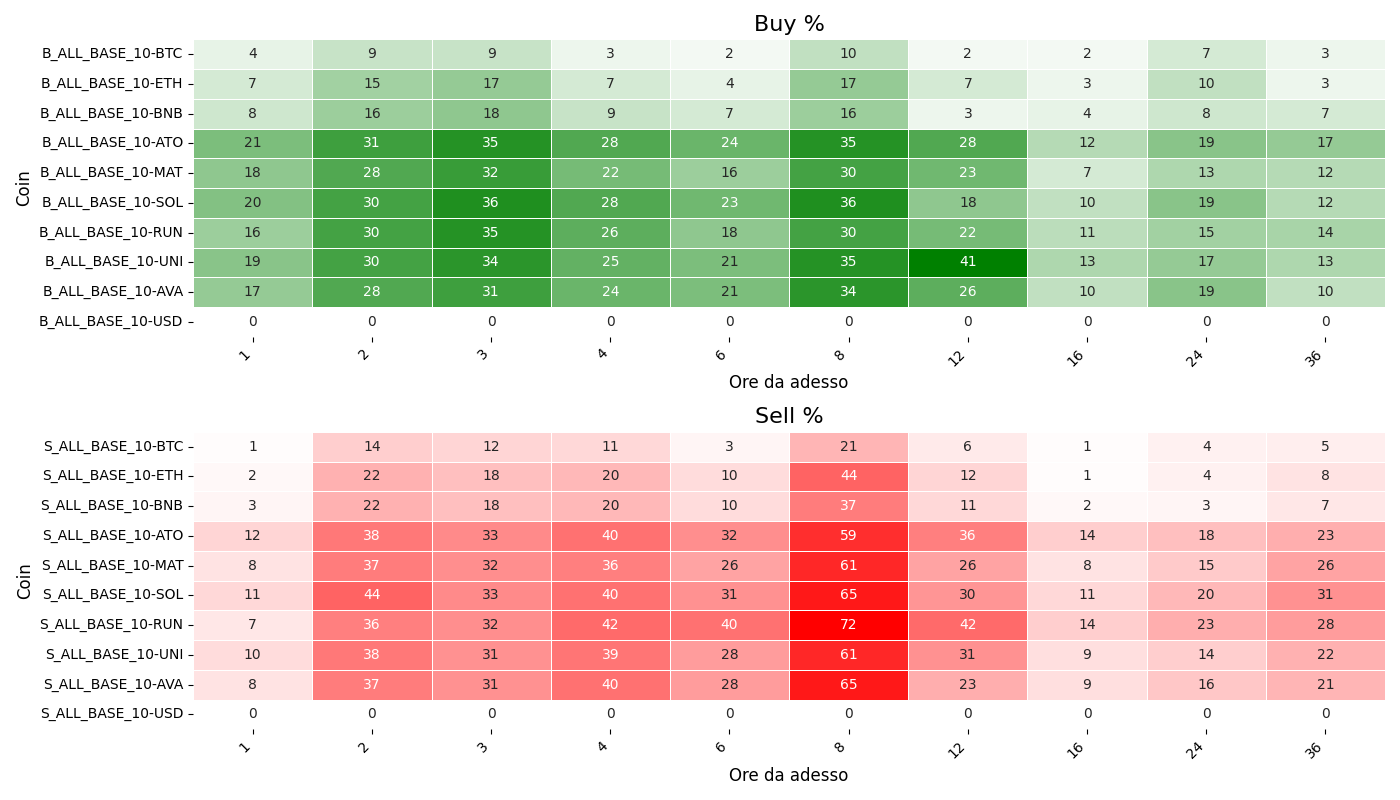 Buy %
Coin
B_ALL_BASE_10-BTC 4 9 9 3 2 10 2 2 7 3
B_ALL_BASE_10-ETH 7 15 17 7 4 17 7 3 10 3
B_ALL_BASE_10-BNB 8 16 18 9 7 16 3 4 8 7
B_ALL_BASE_10-ATO 21 31 35 28 24 35 28 12 19 17
B_ALL_BASE_10-MAT 18 28 32 22 16 30 23 7 13 12
B_ALL_BASE_10-SOL 20 30 36 28 23 36 18 10 19 12
B_ALL_BASE_10-RUN 16 30 35 26 18 30 22 11 15 14
B_ALL_BASE_10-UNI 19 30 34 25 21 35 41 13 17 13
B_ALL_BASE_10-AVA 17 28 31 24 21 34 26 10 19 10
B_ALL_BASE_10-USD 0 0 0 0 0 0 0 0 0 0
1 2 3 4 6 8 12 16 24 36
Ore da adesso
Sell %
Coin
S_ALL_BASE_10-BTC 1 14 12 11 3 21 6 1 4 5
S_ALL_BASE_10-ETH 2 22 18 20 10 44 12 1 4 8
S_ALL_BASE_10-BNB 3 22 18 20 10 37 11 2 3 7
S_ALL_BASE_10-ATO 12 38 33 40 32 59 36 14 18 23
S_ALL_BASE_10-MAT 8 37 32 36 26 61 26 8 15 26
S_ALL_BASE_10-SOL 11 44 33 40 31 65 30 11 20 31
S_ALL_BASE_10-RUN 7 36 32 42 40 72 42 14 23 28
S_ALL_BASE_10-UNI 10 38 31 39 28 61 31 9 14 22
S_ALL_BASE_10-AVA 8 37 31 40 28 65 23 9 16 21
S_ALL_BASE_10-USD 0 0 0 0 0 0 0 0 0 0
1 2 3 4 6 8 12 16 24 36
Ore da adesso